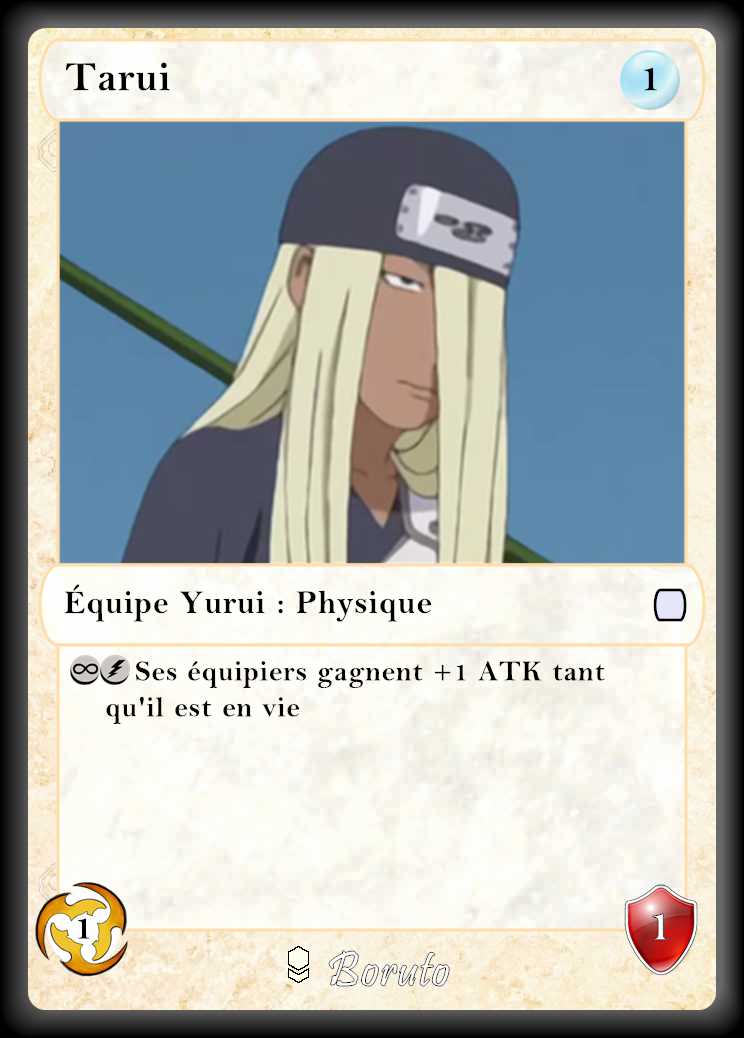 Tarui
1
Équipe Yurui : Physique
Ses équipiers gagnent +1 ATK tant
qu'il est en vie
1
1
Boruto